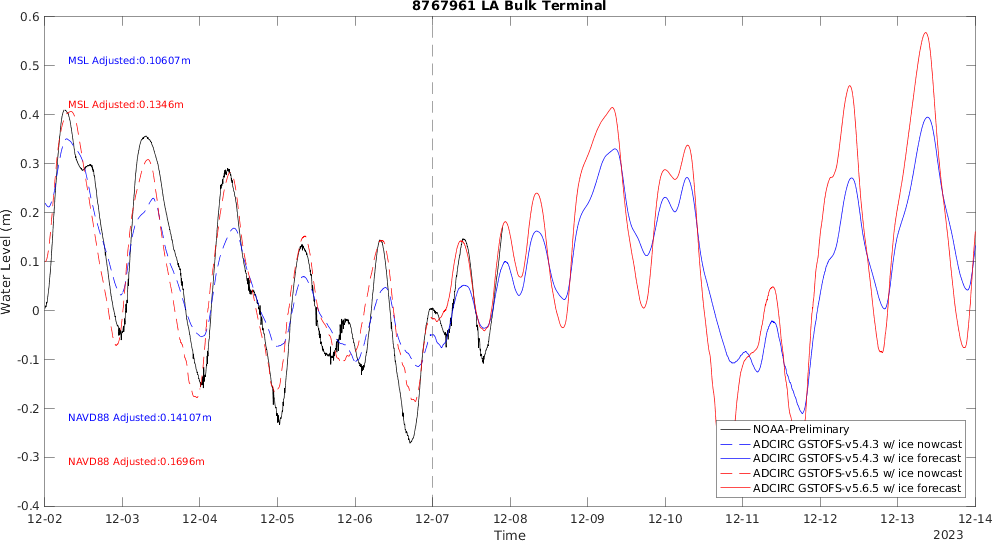 8767961 LA Bulk Terminal
0.6
0.5
0.4
0.3
0.2
0.1
0
-0.1
-0.2
-0.3
-0.4
Water Level (m)
MSL Adjusted:0.10607m
MSL Adjusted:0.1346m
NAVD88 Adjusted:0.14107m
NAVD88 Adjusted:0.1696m
NOAA-Preliminary
ADCIRC GSTOFS-v5.4.3 w/ ice nowcast
ADCIRC GSTOFS-v5.4.3 w/ ice forecast
ADCIRC GSTOFS-v5.6.5 w/ ice nowcast
ADCIRC GSTOFS-v5.6.5 w/ ice forecast
12-02 12-03 12-04 12-05 12-06 12-07 12-08 12-09 12-10 12-11 12-12 12-13 12-14
Time
2023